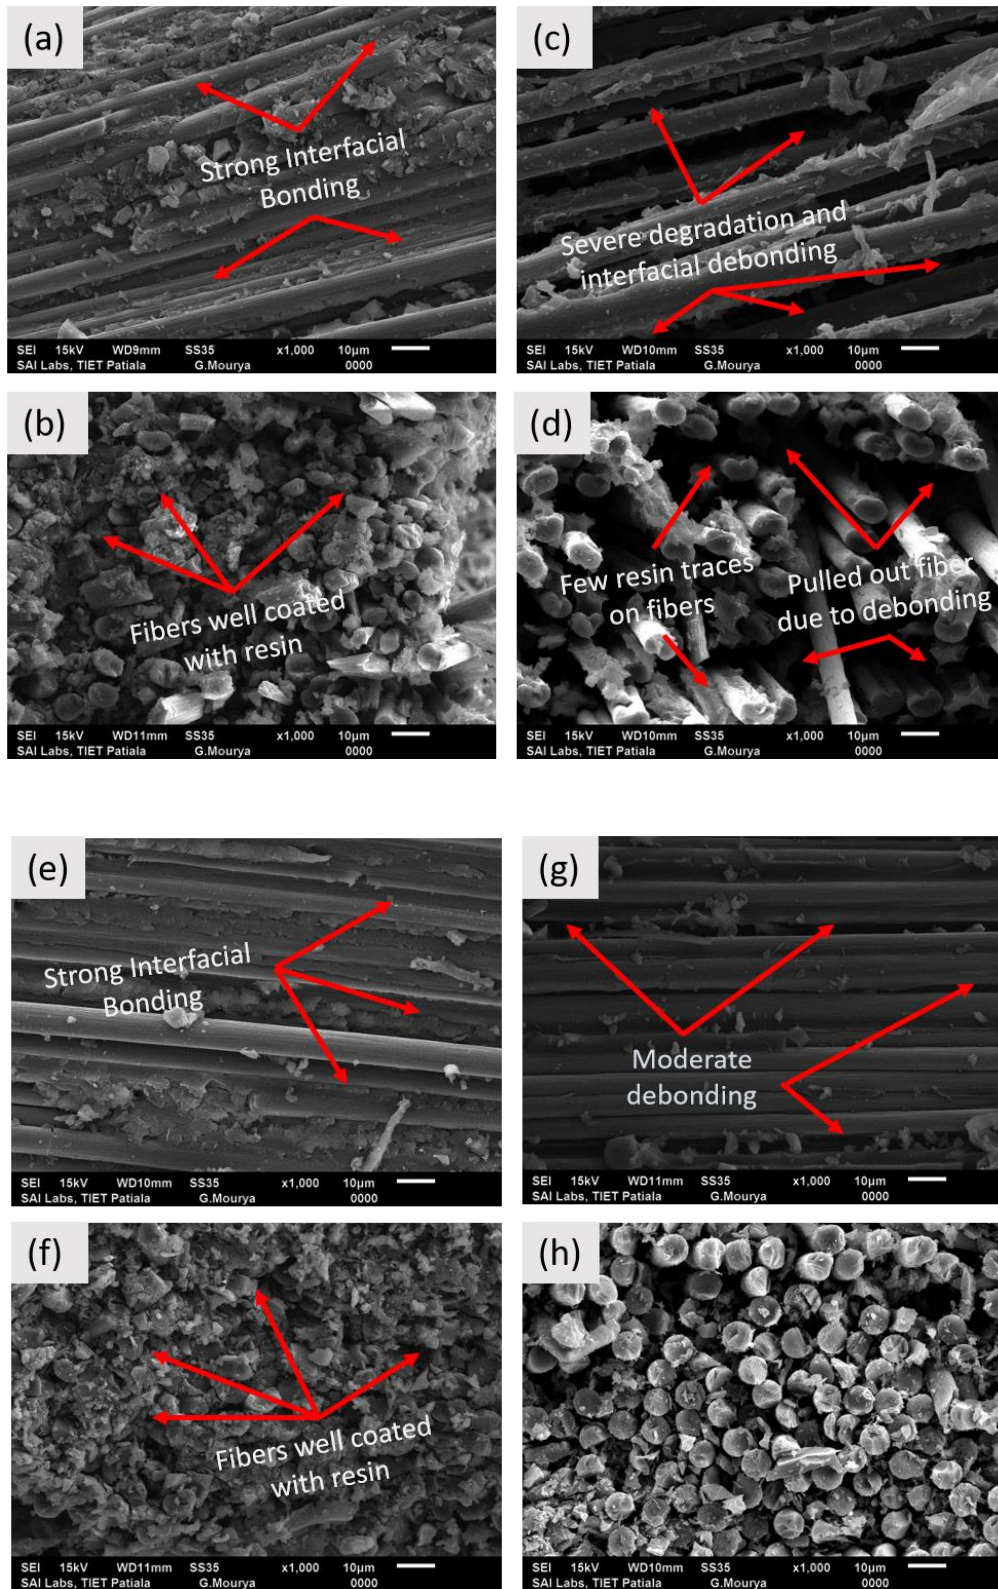 (a)
Strong Interfacial
Bonding
SEI 15kV WD9mm SS35 x1,000 10µm
SAI Labs, TIET Patiala G.Mourya 0000
(c)
Severe degradation and
interfacial debonding
SEI 15kV WD10mm SS35 x1,000 10µm
SAI Labs, TIET Patiala G.Mourya 0000
(b)
Fibers well coated
with resin
SEI 15kV WD11mm SS35 x1,000 10µm
SAI Labs, TIET Patiala G.Mourya 0000
(d)
Few resin traces
on fibers
Pulled out fiber
due to debonding
SEI 15kV WD10mm SS35 x1,000 10µm
SAI Labs, TIET Patiala G.Mourya 0000
(e)
Strong Interfacial
Bonding
SEI 15kV WD10mm SS35 x1,000 10µm
SAI Labs, TIET Patiala G.Mourya 0000
(g)
Moderate
debonding
SEI 15kV WD11mm SS35 x1,000 10µm
SAI Labs, TIET Patiala G.Mourya 0000
(f)
Fibers well coated
with resin
SEI 15kV WD11mm SS35 x1,000 10µm
SAI Labs, TIET Patiala G.Mourya 0000
(h)
SEI 15kV WD10mm SS35 x1,000 10µm
SAI Labs, TIET Patiala G.Mourya 0000